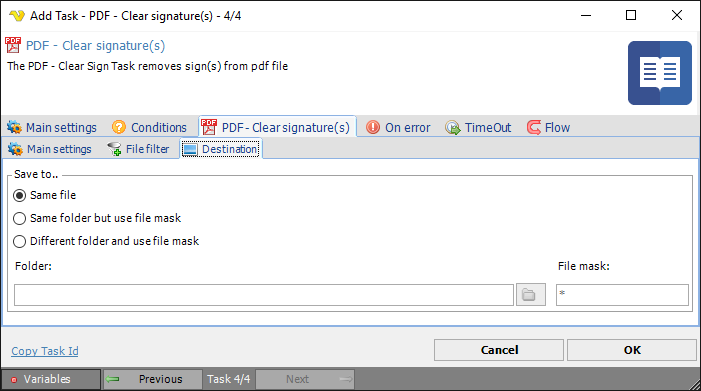 Add Task - PDF - Clear signature(s) - 4/4
PDF - Clear signature(s)
The PDF - Clear Sign Task removes sign(s) from pdf file
Main settings Conditions PDF - Clear signature(s) On error TimeOut Flow
Main settings File filter Destination
Save to..
Same file
Same folder but use file mask
Different folder and use file mask
Folder: File mask:
*
Copy Task Id Cancel OK
Variables Previous Task 4/4 Next